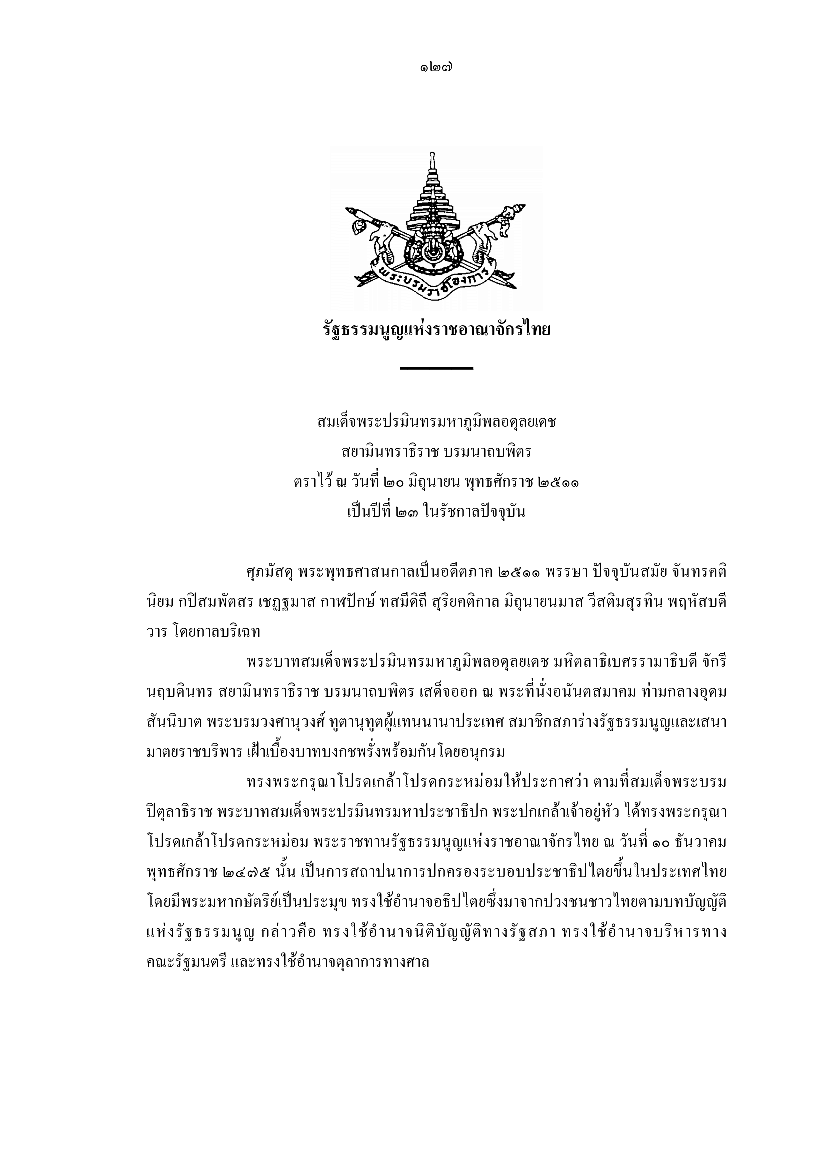 ๑๒๗
พระบรมราชโองการ
รัฐธรรมนูญแห่งราชอาณาจักรไทย
สมเด็จพระปรมินทรมหาภูมิพลอดุลยเดช
สยามินทราธิราช บรมนาถบพิตร
ตราไว้ ณ วันที่ ๒๐ มิถุนายน พุทธศักราช ๒๕๑๑
เป็นปีที่ ๒๓ ในรัชกาลปัจจุบัน
ศุภมัสดุ พระพุทธศาสนกาลเป็นอดีตภาค ๒๕๑๑ พรรษา ปัจจุบันสมัย จันทรคติ
นิยม กปิสมพัตสร เชฏฐมาส กาฬปักษ์ ทสมีดิถี สุริยคติกาล มิถุนายนมาส วีสติมสุรทิน พฤหัสบดี
วาร โดยกาลบริเฉท
พระบาทสมเด็จพระปรมินทรมหาภูมิพลอดุลยเดช มหิตลาธิเบศรรามาธิบดี จักรี
นฤบดินทร สยามินทราธิราช บรมนาถบพิตร เสด็จออก ณ พระที่นั่งอนันตสมาคม ท่ามกลางอุดม
สันนิบาต พระบรมวงศานุวงศ์ ทูตานุทูตผู้แทนนานาประเทศ สมาชิกสภาร่างรัฐธรรมนูญและเสนา
มาตยราชบริพาร เฝ้าเบื้องบาทบงกชพรั่งพร้อมกันโดยอนุกรม
ทรงพระกรุณาโปรดเกล้าโปรดกระหม่อมให้ประกาศว่า ตามที่สมเด็จพระบรม
ปิตุลาธิราช พระบาทสมเด็จพระปรมินทรมหาประชาธิปก พระปกเกล้าเจ้าอยู่หัว ได้ทรงพระกรุณา
โปรดเกล้าโปรดกระหม่อม พระราชทานรัฐธรรมนูญแห่งราชอาณาจักรไทย ณ วันที่ ๑๐ ธันวาคม
พุทธศักราช ๒๔๗๕ นั้น เป็นการสถาปนาการปกครองระบอบประชาธิปไตยขึ้นในประเทศไทย
โดยมีพระมหากษัตริย์เป็นประมุข ทรงใช้อำนาจอธิปไตยซึ่งมาจากปวงชนชาวไทยตามบทบัญญัติ
แห่งรัฐธรรมนูญ กล่าวคือ ทรงใช้อำนาจนิติบัญญัติทางรัฐสภา ทรงใช้อำนาจบริหารทาง
คณะรัฐมนตรี และทรงใช้อำนาจตุลาการทางศาล